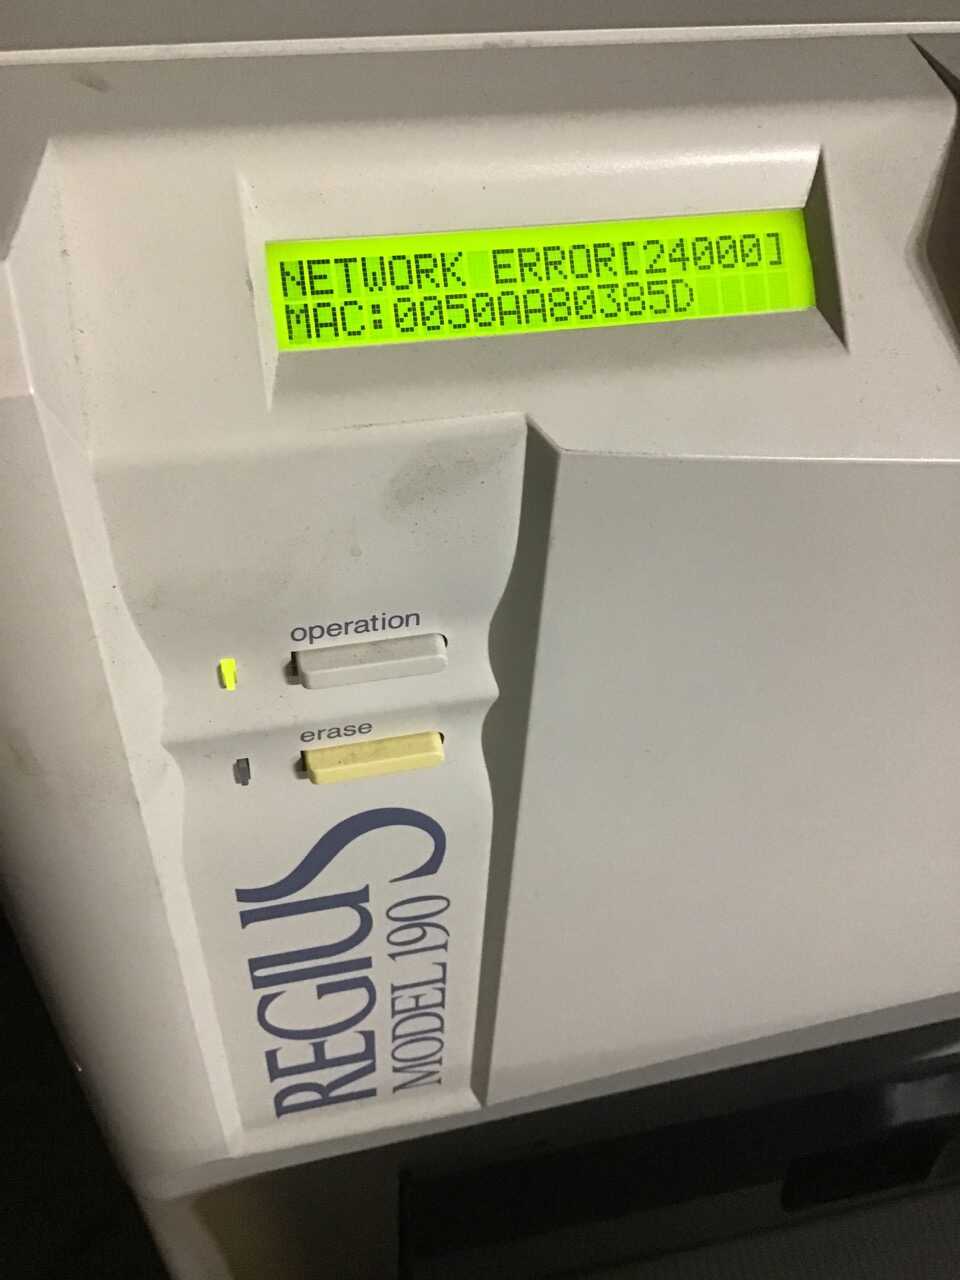 NETWORK ERROR[24000]
MAC:0050AA80385D
operation
erase
REGIUS
MODEL 190